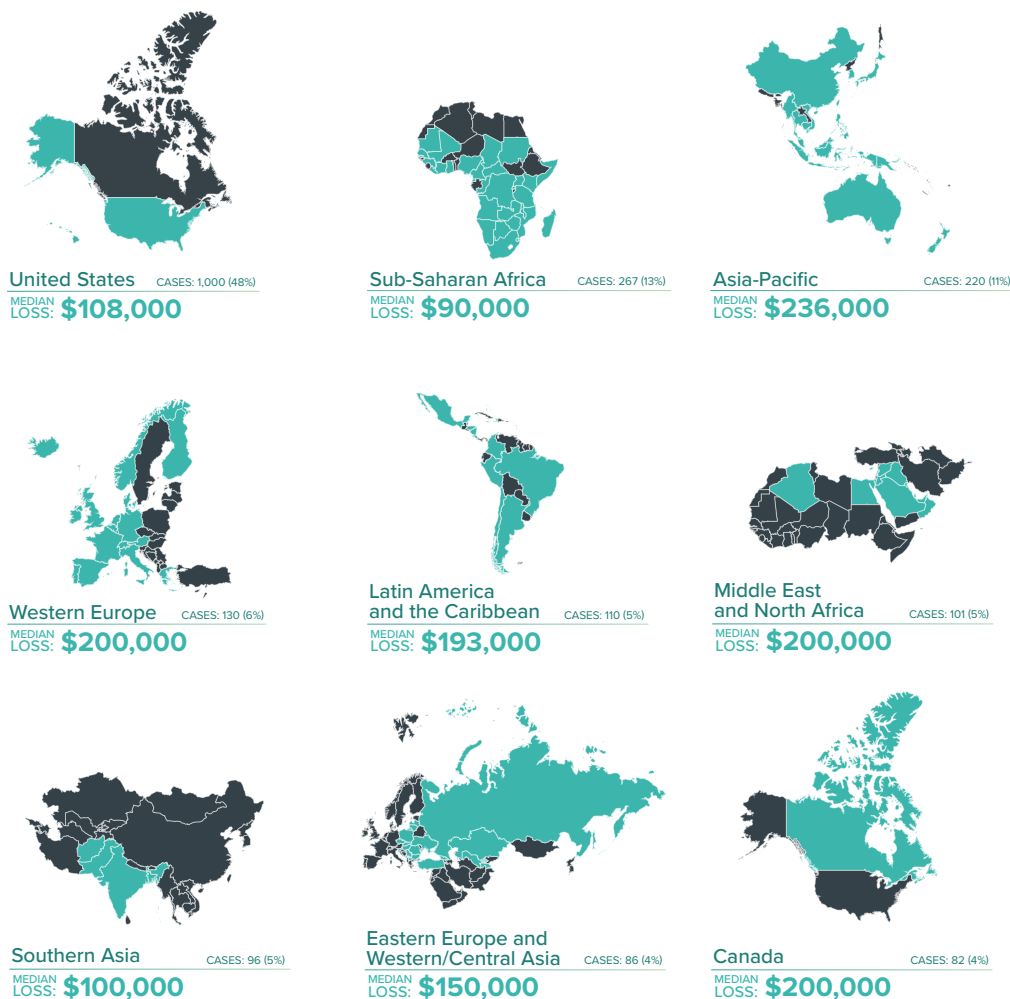 United States CASES: 1,000 (48%)
MEDIAN LOSS: $108,000
Sub-Saharan Africa CASES: 267 (13%)
MEDIAN LOSS: $90,000
Asia-Pacific CASES: 220 (11%)
MEDIAN LOSS: $236,000
Western Europe CASES: 130 (6%)
MEDIAN LOSS: $200,000
Latin America
and the Caribbean CASES: 110 (5%)
MEDIAN LOSS: $193,000
Middle East
and North Africa CASES: 101 (5%)
MEDIAN LOSS: $200,000
Southern Asia CASES: 96 (5%)
MEDIAN LOSS: $100,000
Eastern Europe and
Western/Central Asia CASES: 86 (4%)
MEDIAN LOSS: $150,000
Canada CASES: 82 (4%)
MEDIAN LOSS: $200,000